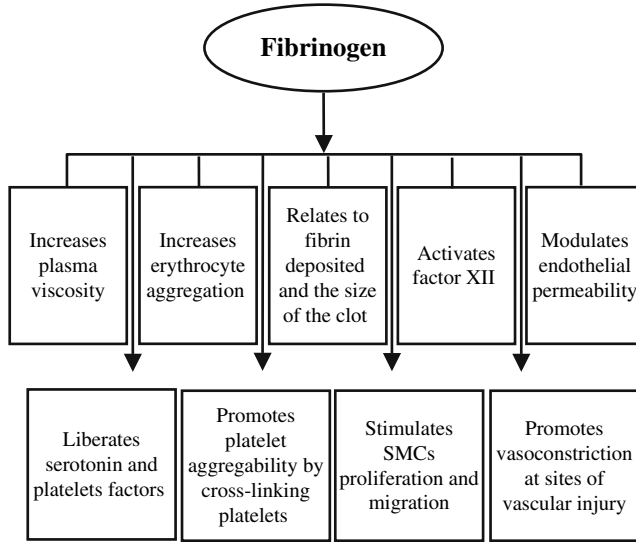 Fibrinogen
Increases
plasma
viscosity
Increases
erythrocyte
aggregation
Relates to
fibrin
deposited
and the size
of the clot
Activates
factor XII
Modulates
endothelial
permeability
Liberates
serotonin and
platelets factors
Promotes
platelet
aggregability by
cross-linking
platelets
Stimulates
SMCs
proliferation and
migration
Promotes
vasoconstriction
at sites of
vascular injury